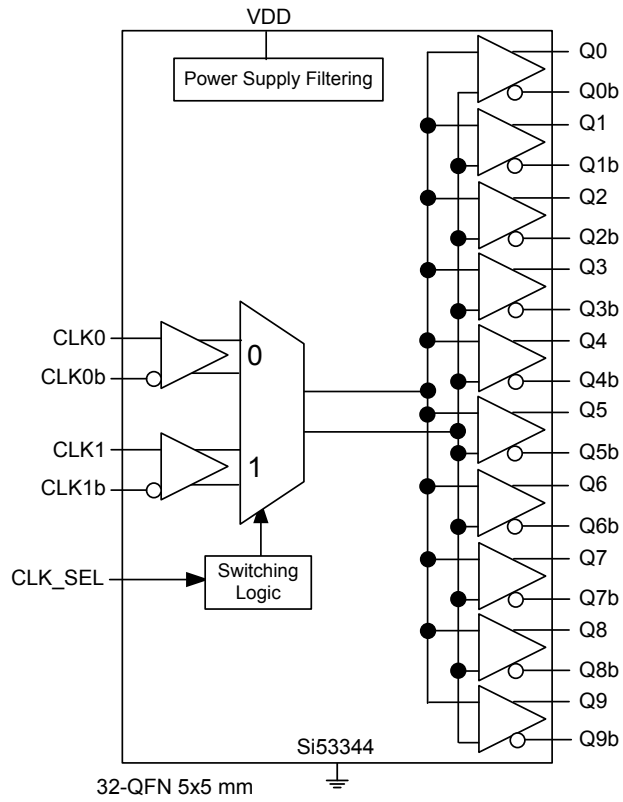 VDD
Power Supply Filtering
Q0
Q0b
Q1
Q1b
Q2
Q2b
Q3
Q3b
Q4
Q4b
Q5
Q5b
Q6
Q6b
Q7
Q7b
Q8
Q8b
Q9
Q9b
CLK0
CLK0b
0
CLK1
CLK1b
1
CLK_SEL
Switching
Logic
Si53344
32-QFN 5x5 mm